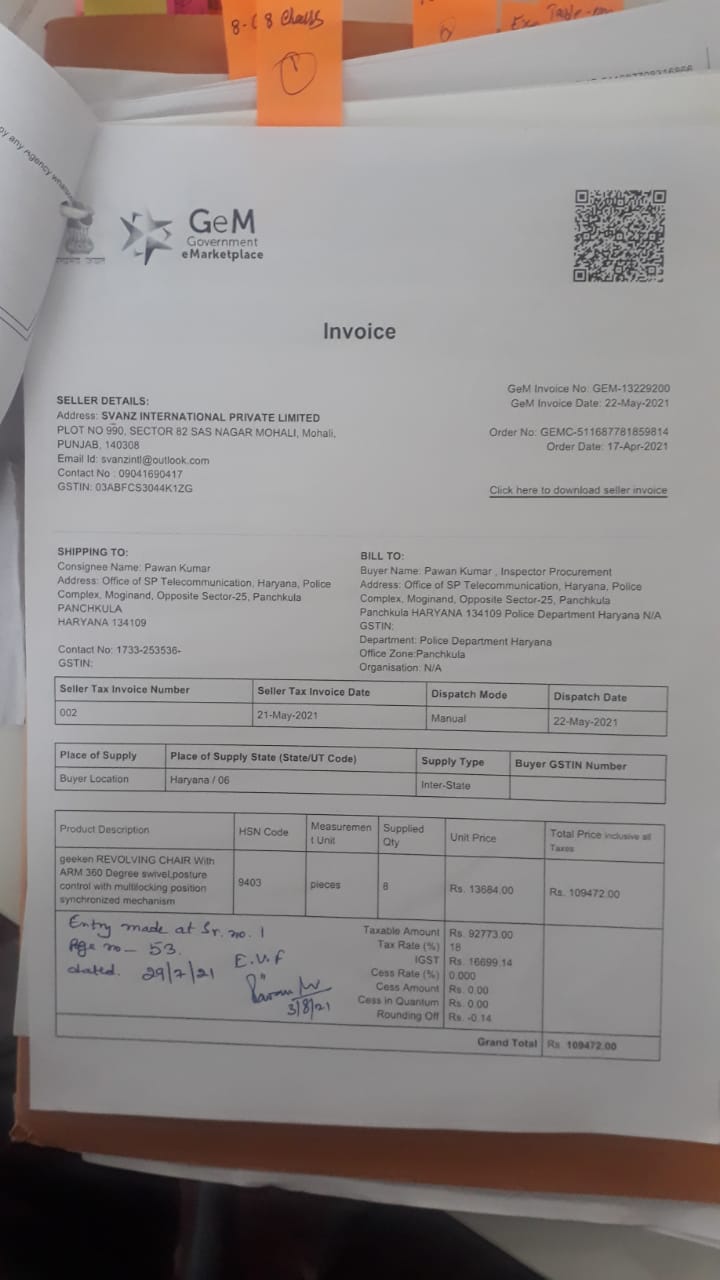 8 Chairs
1
py any Agency
GeM
Government
eMarketplace
Invoice
GeM Invoice No: GEM-13229200
GeM Invoice Date: 22-May-2021
Order No: GEMC-511687781859814
Order Date: 17-Apr-2021
Click here to download seller invoice
SELLER DETAILS:
Address: SVANZ INTERNATIONAL PRIVATE LIMITED
PLOT NO 990, SECTOR 82 SAS NAGAR MOHALI, Mohali,
PUNJAB, 140308
Email Id: svanzintl@outlook.com
Contact No : 09041690417
GSTIN: 03ABFCS3044K1ZG
SHIPPING TO:
Consignee Name: Pawan Kumar
Address: Office of SP Telecommunication, Haryana, Police
Complex, Moginand, Opposite Sector-25, Panchkula
PANCHKULA
HARYANA 134109
Contact No: 1733-253536-
GSTIN:
BILL TO:
Buyer Name: Pawan Kumar , Inspector Procurement
Address: Office of SP Telecommunication, Haryana, Police
Complex, Moginand, Opposite Sector-25, Panchkula
Panchkula HARYANA 134109 Police Department Haryana N/A
GSTIN:
Department: Police Department Haryana
Office Zone:Panchkula
Organisation: N/A
Seller Tax Invoice Number Seller Tax Invoice Date Dispatch Mode Dispatch Date
002 21-May-2021 Manual 22-May-2021
Place of Supply Place of Supply State (State/UT Code) Supply Type Buyer GSTIN Number
Buyer Location Haryana / 06 Inter-State
Product Description HSN Code Measuremen t Unit Supplied Qty Unit Price Total Price inclusive all Taxes
geeken REVOLVING CHAIR With
ARM 360 Degree swivel,posture
control with multilocking position
synchronized mechanism
9403 pieces 8 Rs. 13684.00 Rs. 109472.00
Taxable Amount Rs. 92773.00
Tax Rate (%) 18
IGST Rs. 16699.14
Cess Rate (%) 0.000
Cess Amount Rs. 0.00
Cess in Quantum Rs. 0.00
Rounding Off Rs. -0.14
Entry made at Sr. no. 1
Page no- 53.
dated. 29/7/21
E.V.F
3/8/21
Grand Total Rs. 109472.00